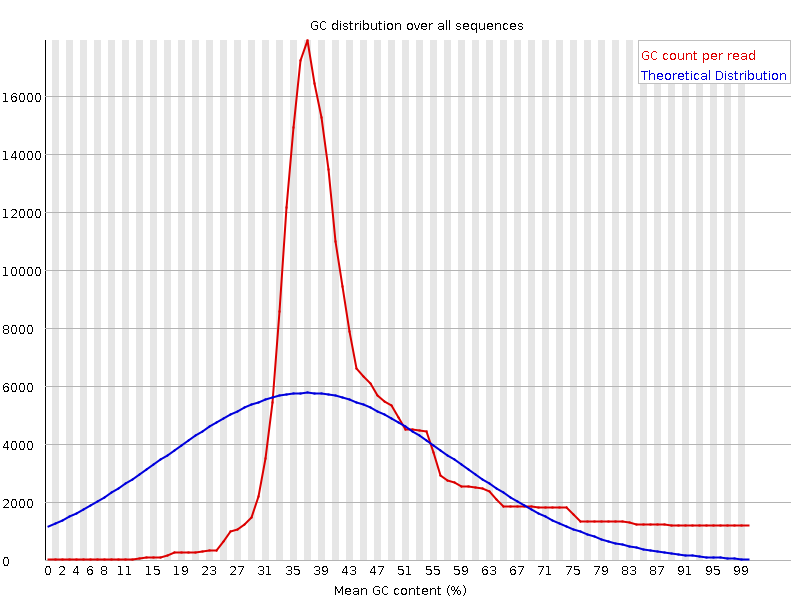 GC distribution over all sequences
GC count per read
Theoretical Distribution
16000
14000
12000
10000
8000
6000
4000
2000
0
0 2 4 6 8 11 15 19 23 27 31 35 39 43 47 51 55 59 63 67 71 75 79 83 87 91 95 99
Mean GC content (%)